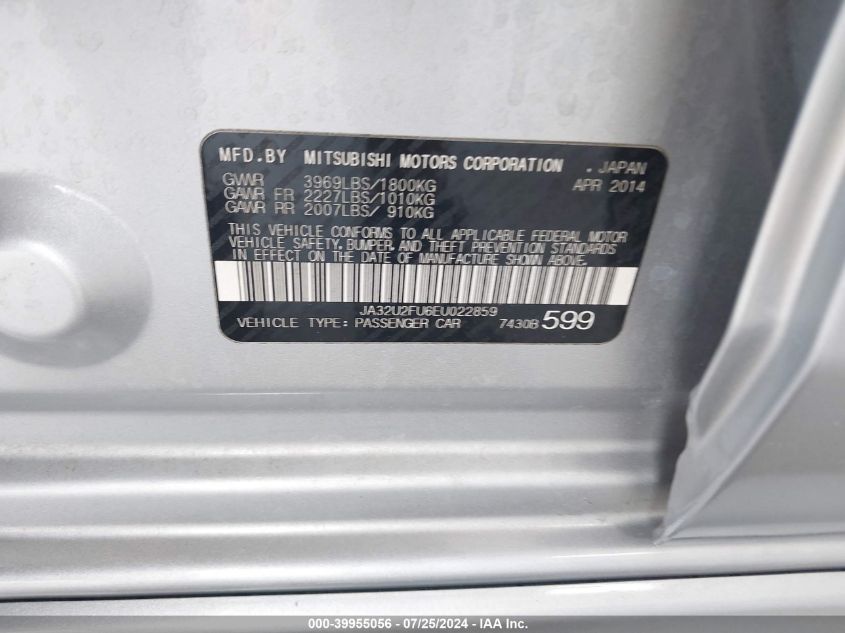 MFD.BY MITSUBISHI MOTORS CORPORATION . JAPAN
GVWR 3969LBS/1800KG APR 2014
GAWR FR 2227LBS/1010KG
GAWR RR 2007LBS/ 910KG
THIS VEHICLE CONFORMS TO ALL APPLICABLE FEDERAL MOTOR
VEHICLE SAFETY, BUMPER, AND THEFT PREVENTION STANDARDS
IN EFFECT ON THE DATE OF MANUFACTURE SHOWN ABOVE.
JA32U2FU6EU022859
VEHICLE TYPE: PASSENGER CAR 7430B 599
000-39955056 - 07/25/2024 - IAA Inc.